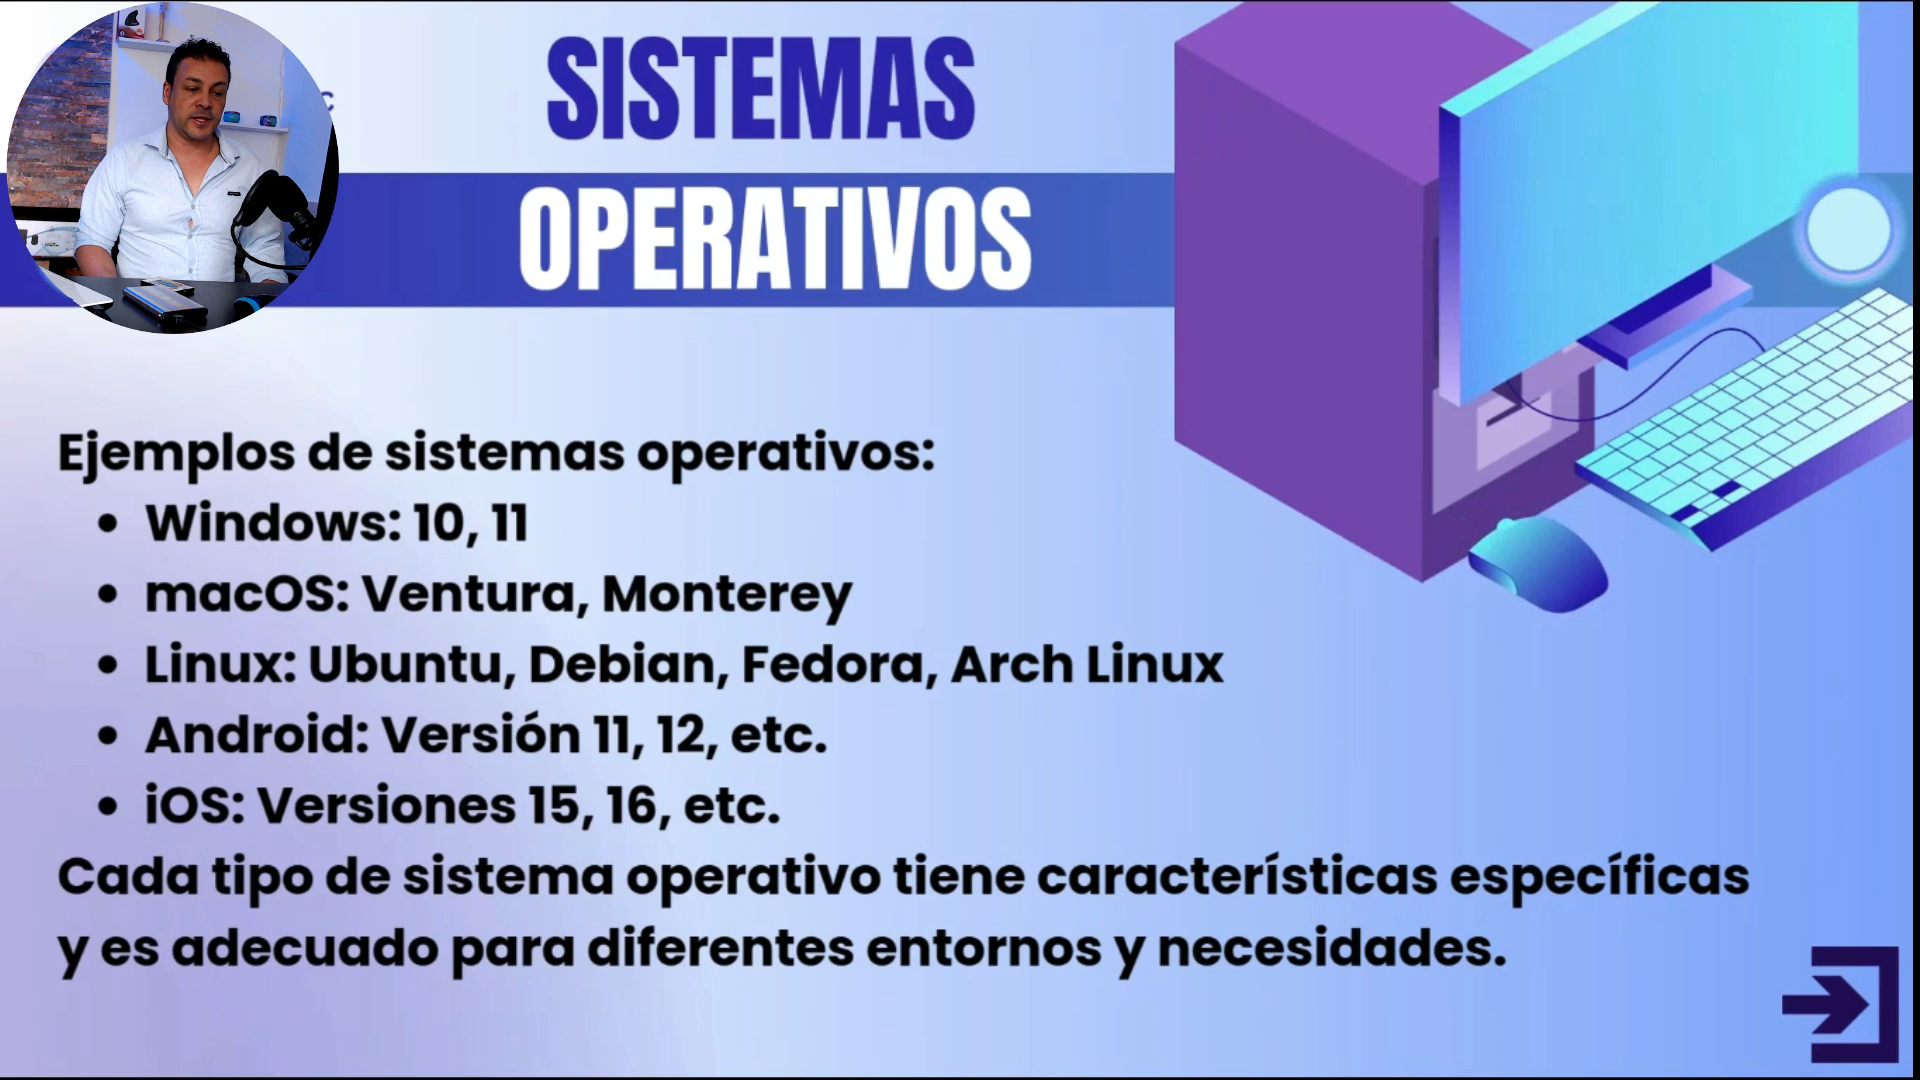 SISTEMAS
OPERATIVOS
Ejemplos de sistemas operativos:
• Windows: 10, 11
• macOS: Ventura, Monterey
• Linux: Ubuntu, Debian, Fedora, Arch Linux
• Android: Versión 11, 12, etc.
• iOS: Versiones 15, 16, etc.
Cada tipo de sistema operativo tiene características específicas
y es adecuado para diferentes entornos y necesidades.